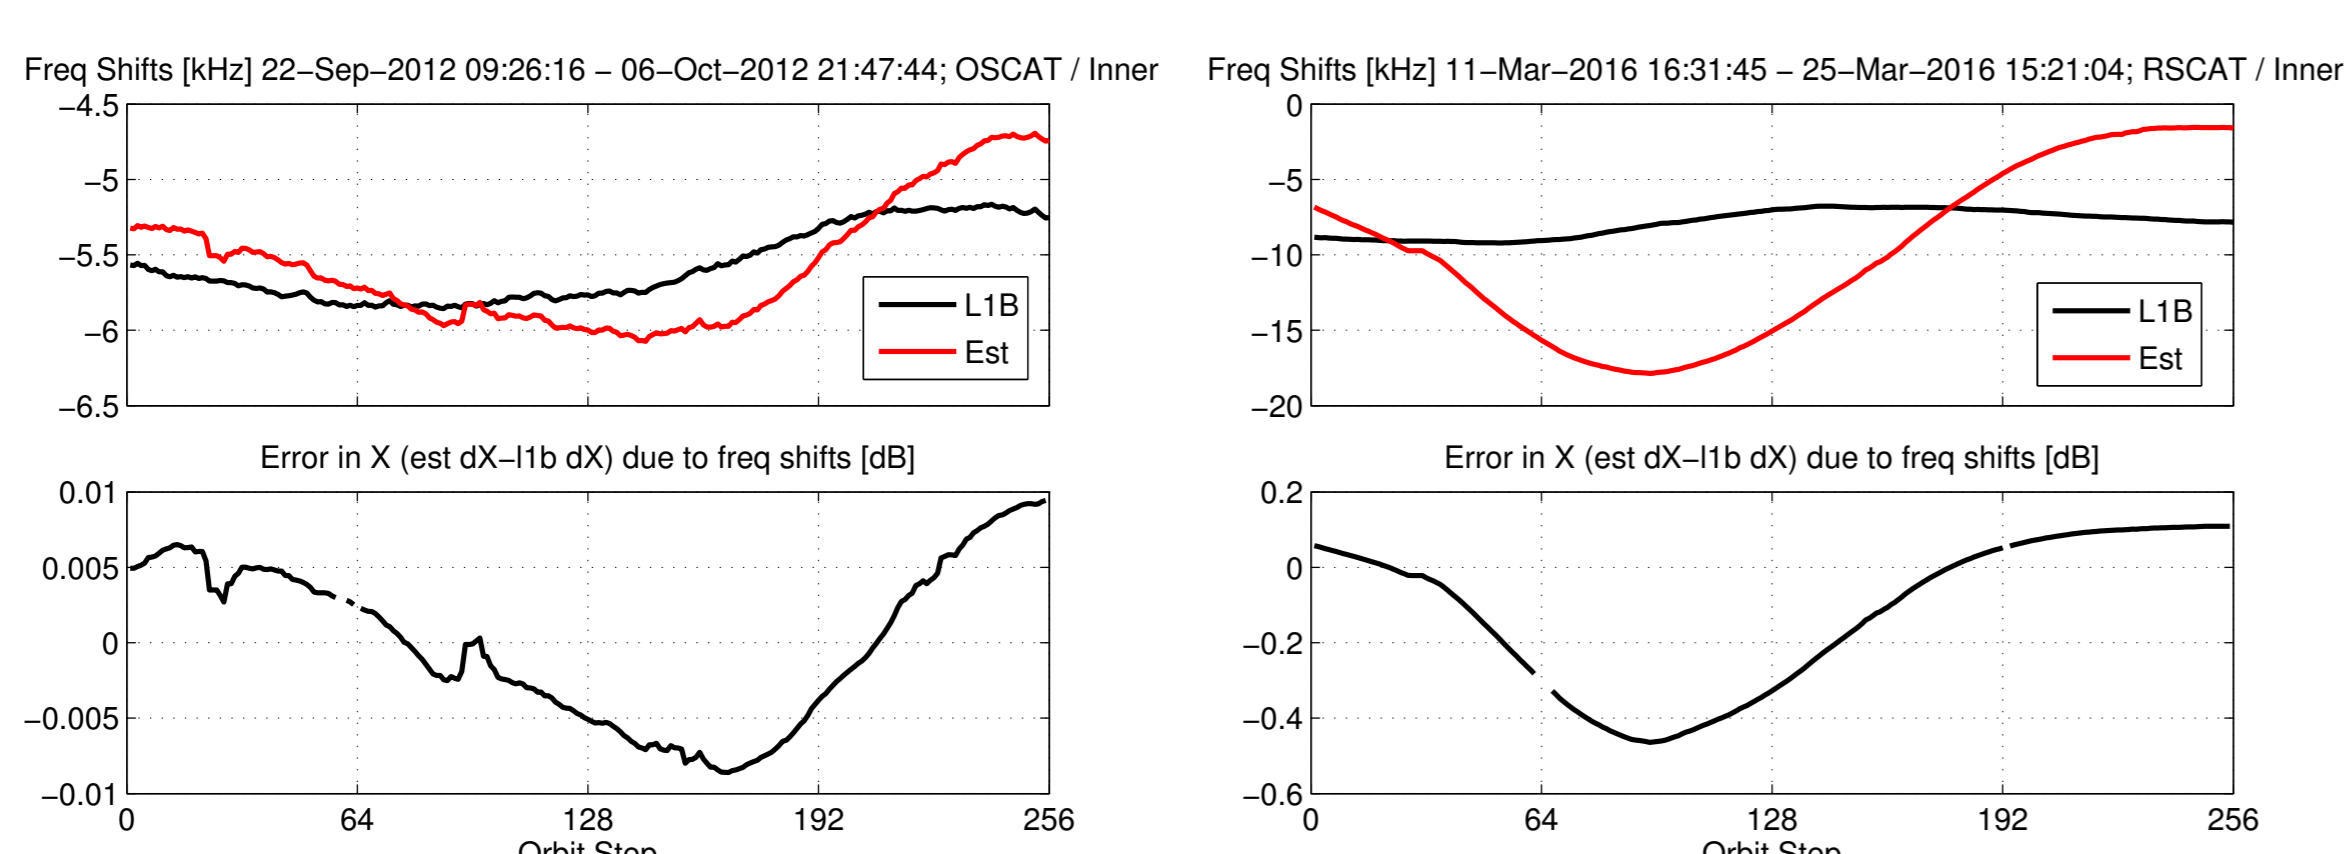 Freq Shifts [kHz] 22−Sep−2012 09:26:16 − 06−Oct−2012 21:47:44; OSCAT / Inner
−4.5
−5
−5.5
−6
−6.5
L1B
Est
Error in X (est dX−l1b dX) due to freq shifts [dB]
0.01
0.005
0
−0.005
−0.01
0 64 128 192 256
Orbit Step
Freq Shifts [kHz] 11−Mar−2016 16:31:45 − 25−Mar−2016 15:21:04; RSCAT / Inner
0
−5
−10
−15
−20
L1B
Est
Error in X (est dX−l1b dX) due to freq shifts [dB]
0.2
0
−0.2
−0.4
−0.6
0 64 128 192 256
Orbit Step